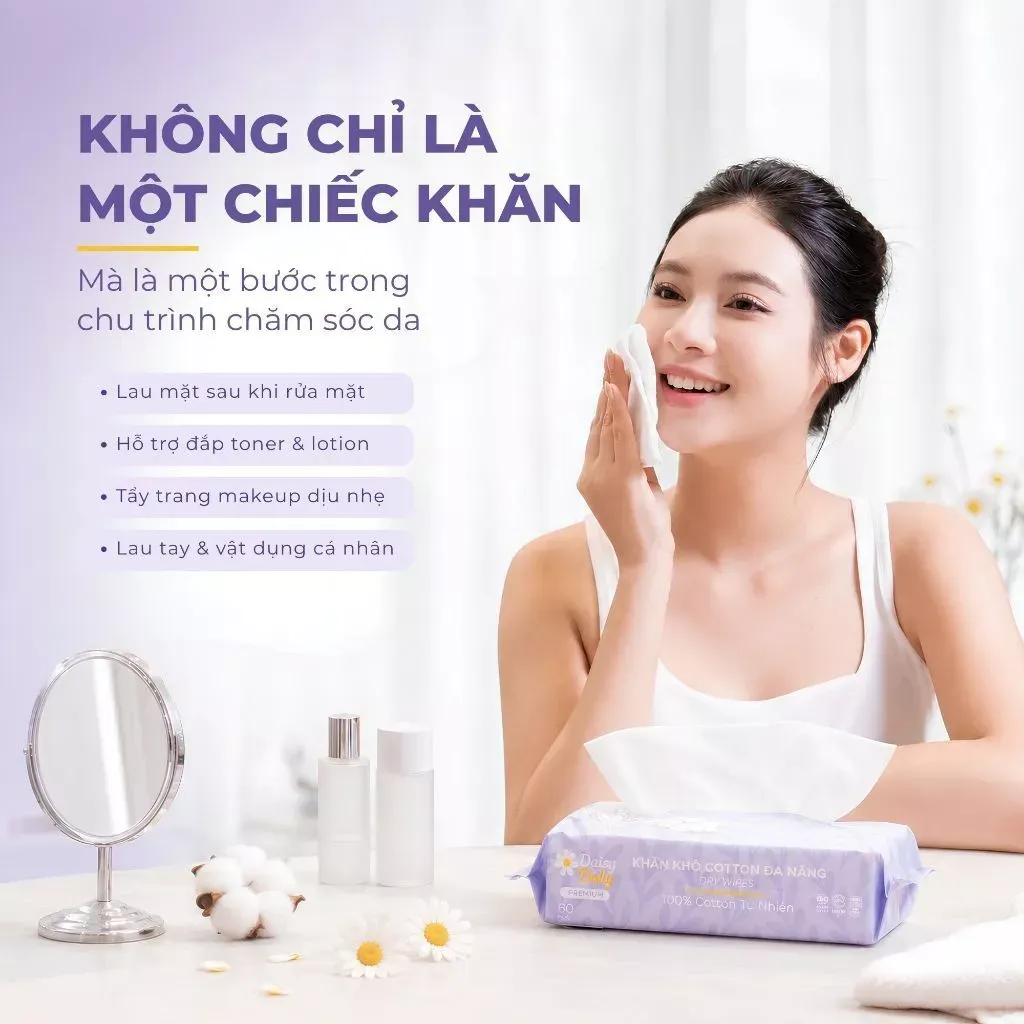 KHÔNG CHỈ LÀ
MỘT CHIẾC KHĂN
Mà là một bước trong
chu trình chăm sóc da
• Lau mặt sau khi rửa mặt
• Hỗ trợ đắp toner & lotion
• Tẩy trang makeup dịu nhẹ
• Lau tay & vật dụng cá nhân
Daisy
PREMIUM
60
KHĂN KHÔ COTTON ĐA NĂNG
DRY WIPES
100% Cotton Tự Nhiên